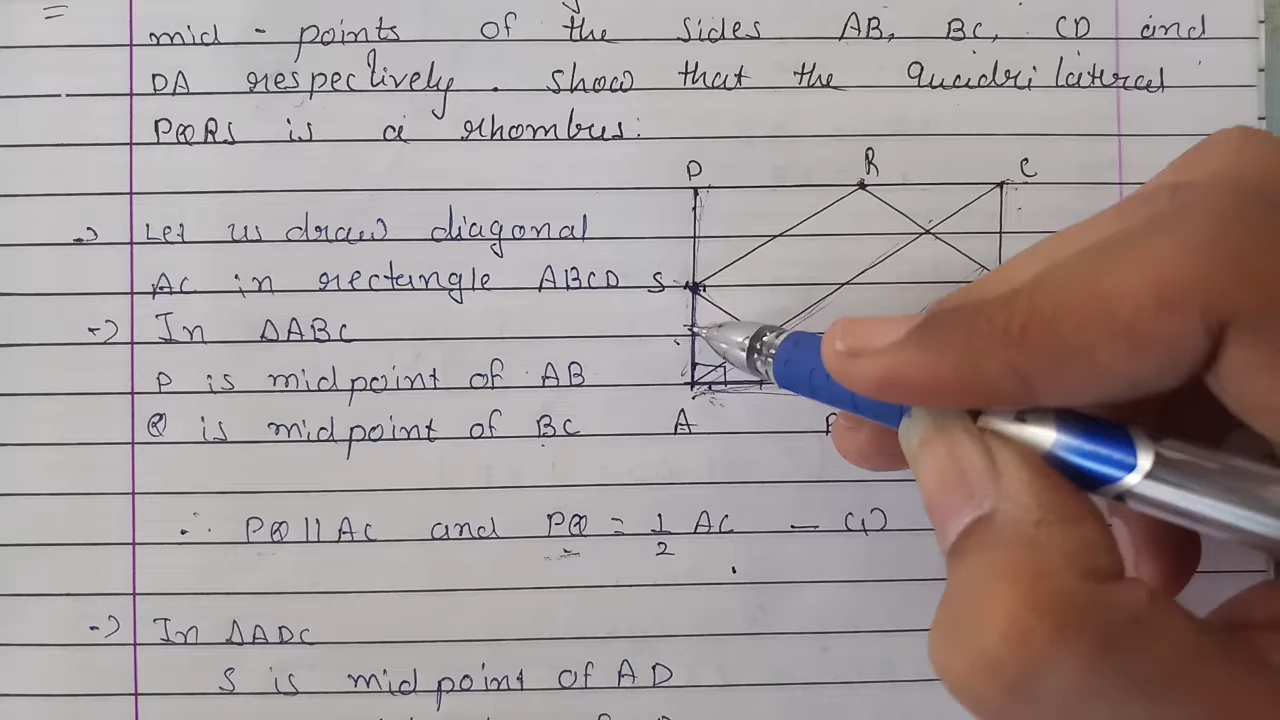 mid - points of the sides AB, BC, CD and
DA respectively. show that the quadrilateral
PQRS is a rhombus.
D R C
-> Let us draw diagonal
AC in rectangle ABCD S
-> In ΔABC
P is midpoint of AB
Q is midpoint of BC A P
∴ PQ || AC and PQ = 1/2 AC - (1)
-> In ΔADC
S is midpoint of AD